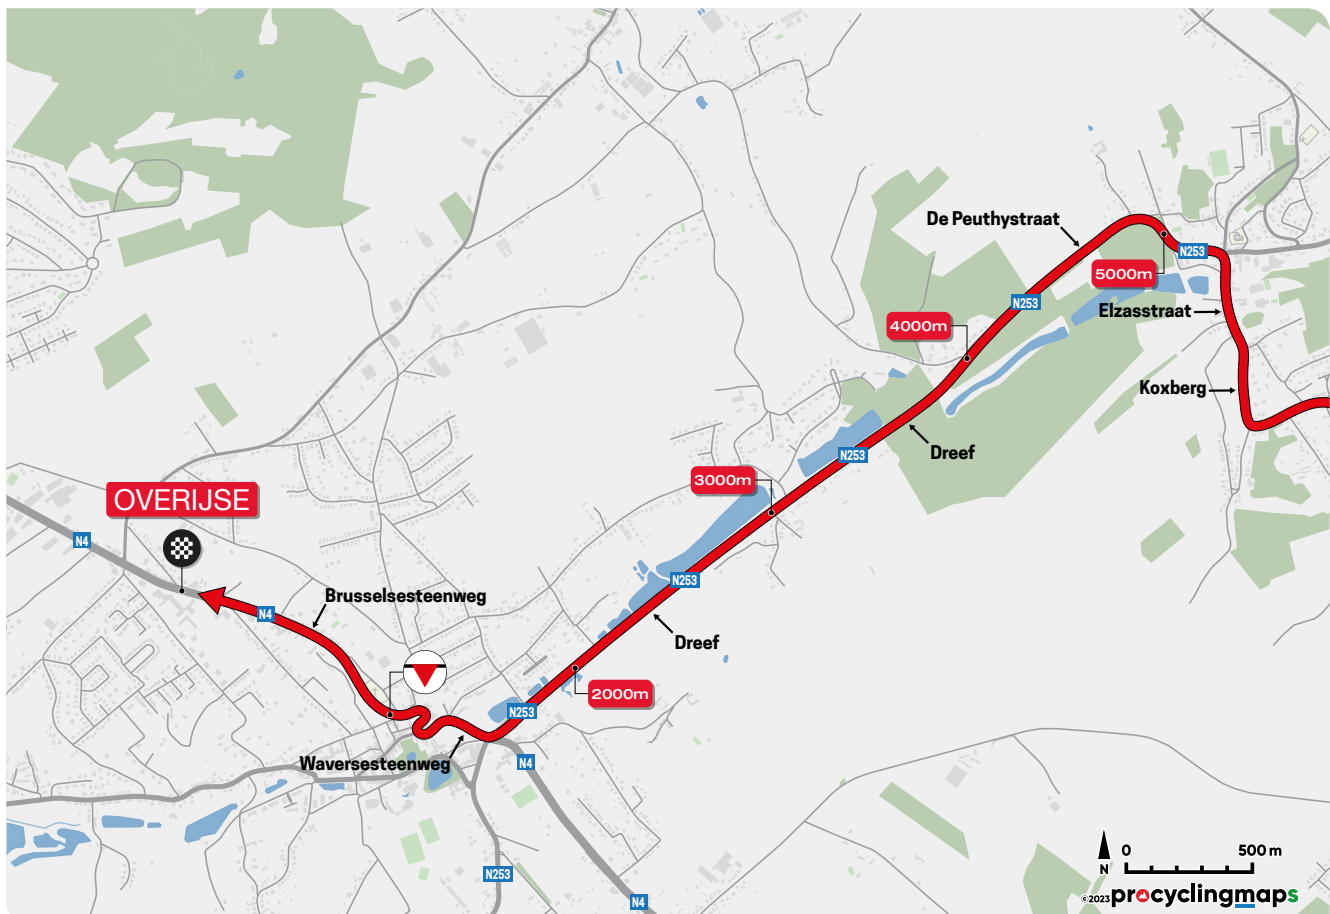 De Peuthystraat
N253
5000m
Elzasstraat
N253
4000m
Koxberg
Dreef
N253
3000m
OVERIJSE
N4
N253
Brusselsesteenweg
N4
Dreef
2000m
N253
Waversesteenweg
N4
N253
N4
N
0 500 m
©2023 procyclingmaps